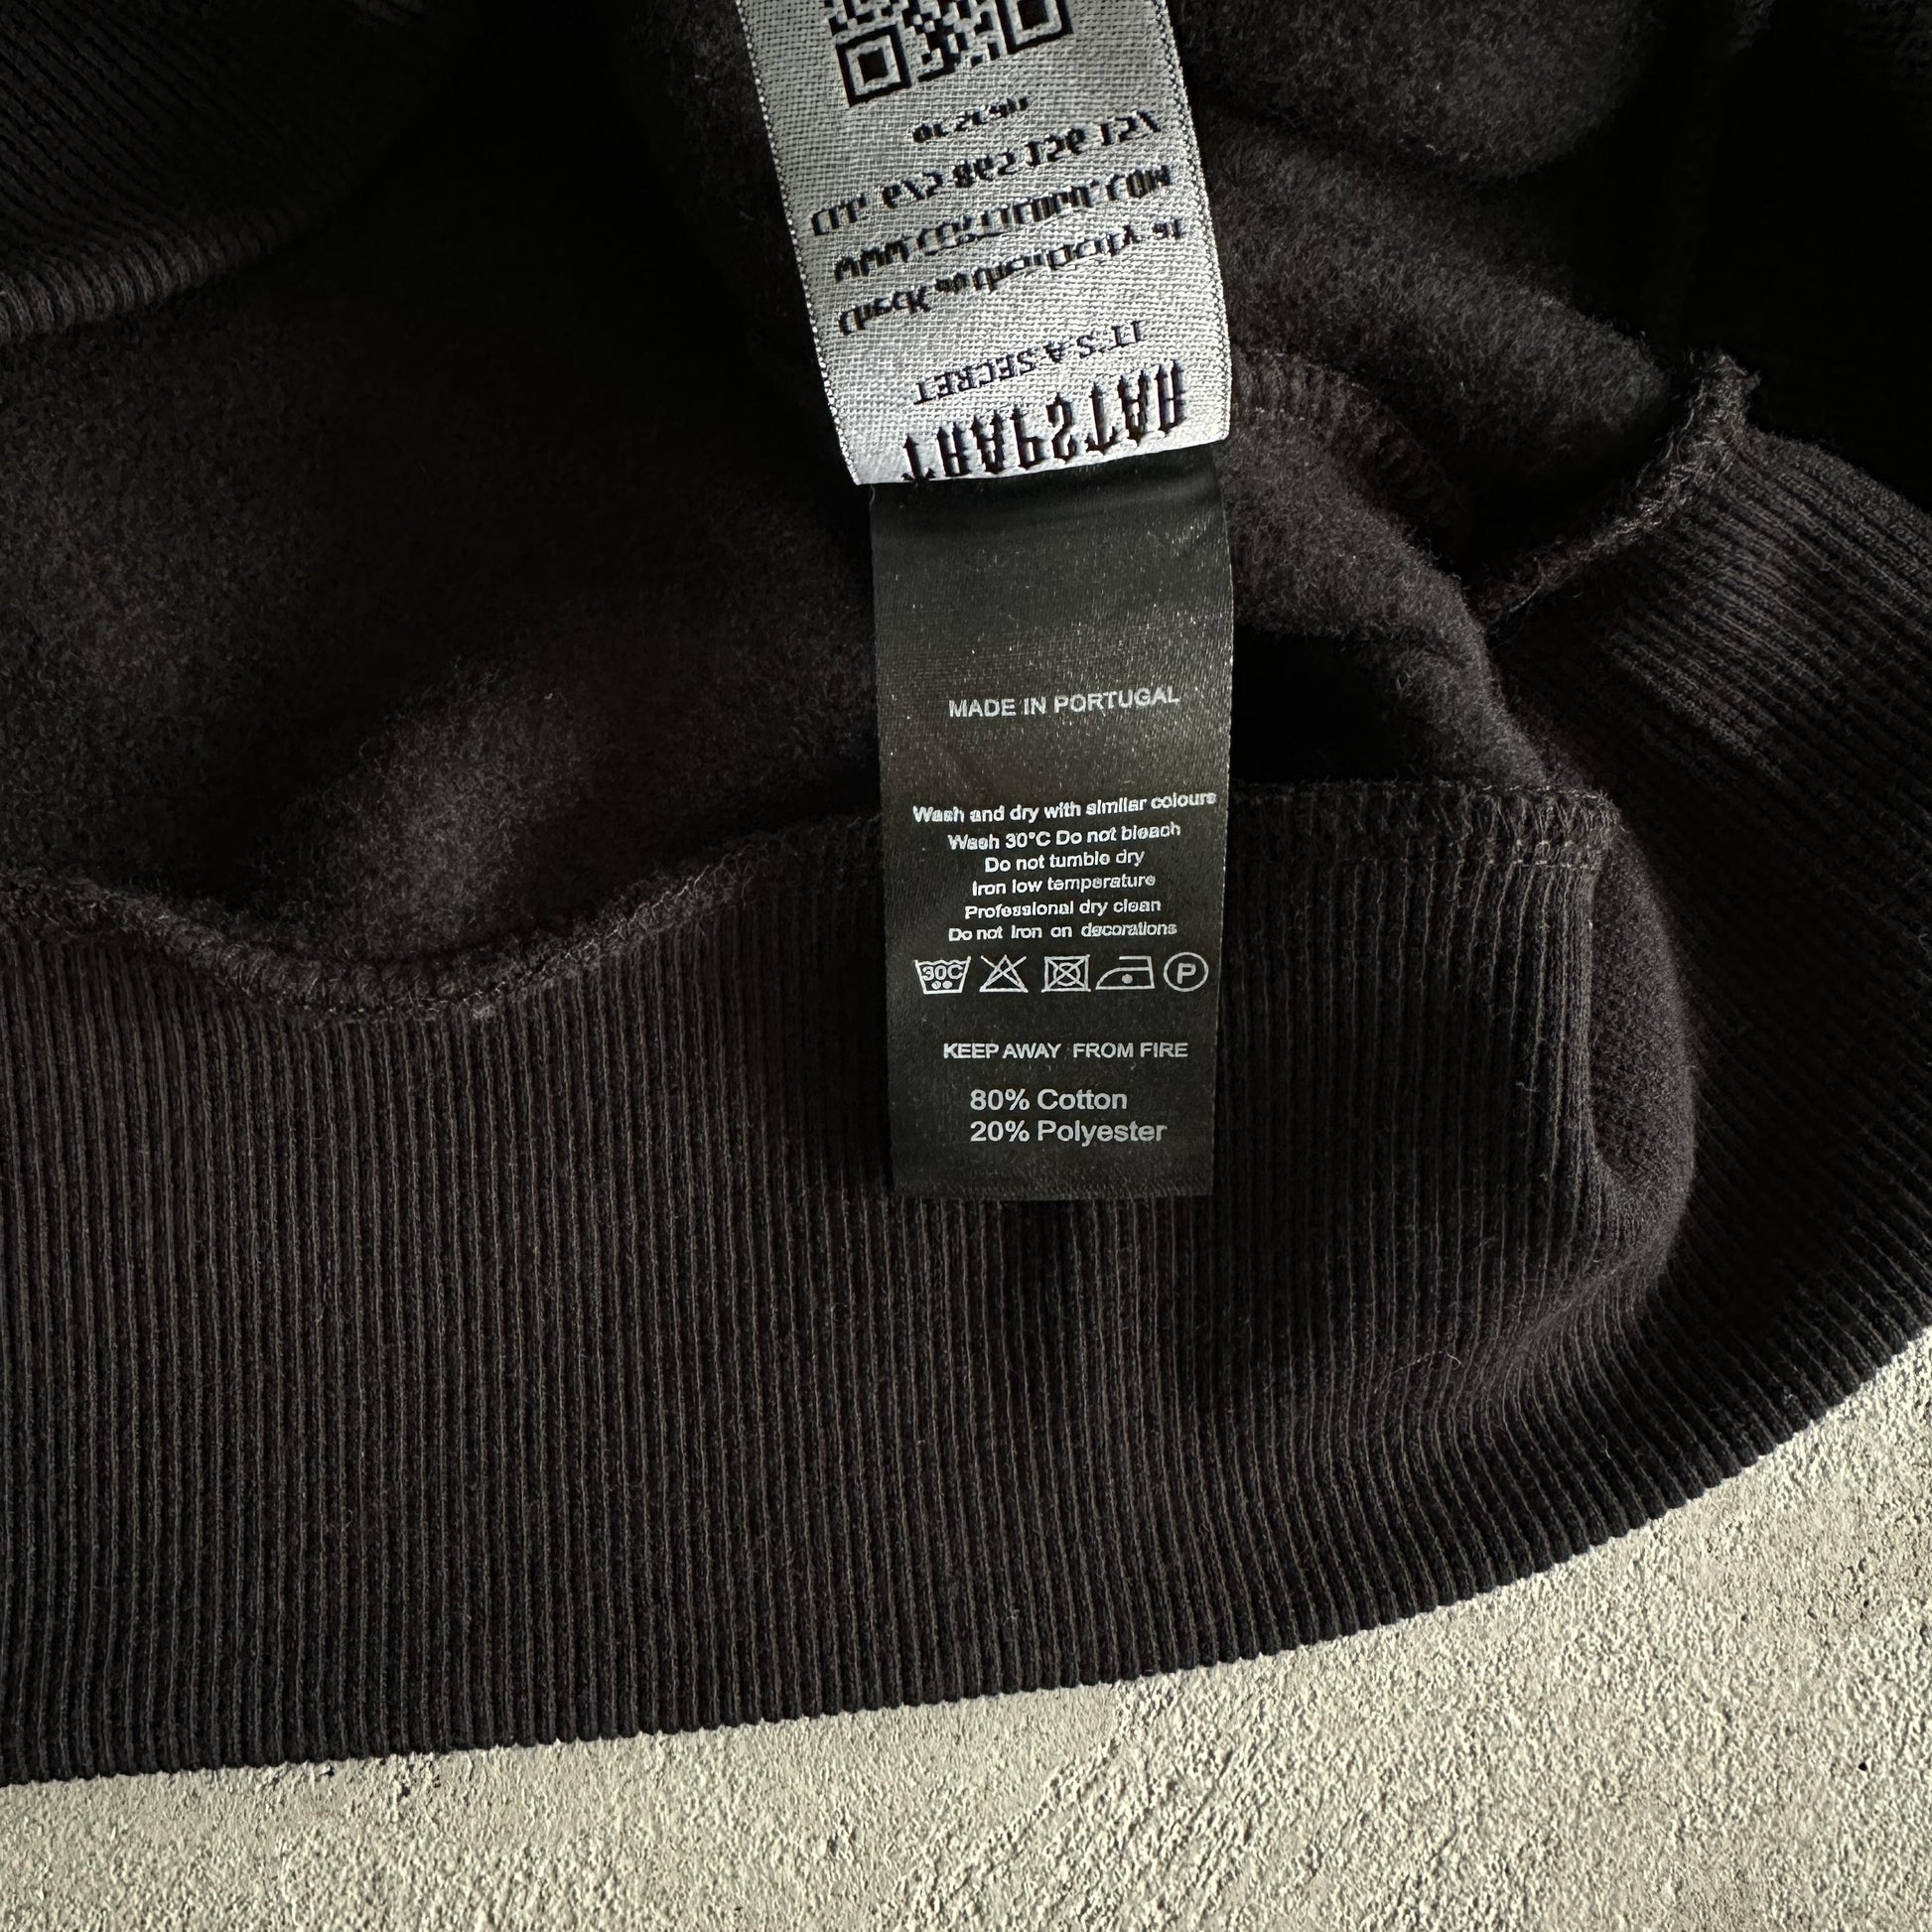 TRAPSTAR
IT'S A SECRET
MADE IN PORTUGAL
Wash and dry with similar colours
Wash 30°C Do not bleach
Do not tumble dry
Iron low temperature
Professional dry clean
Do not Iron on decorations
30C P
KEEP AWAY FROM FIRE
80% Cotton
20% Polyester